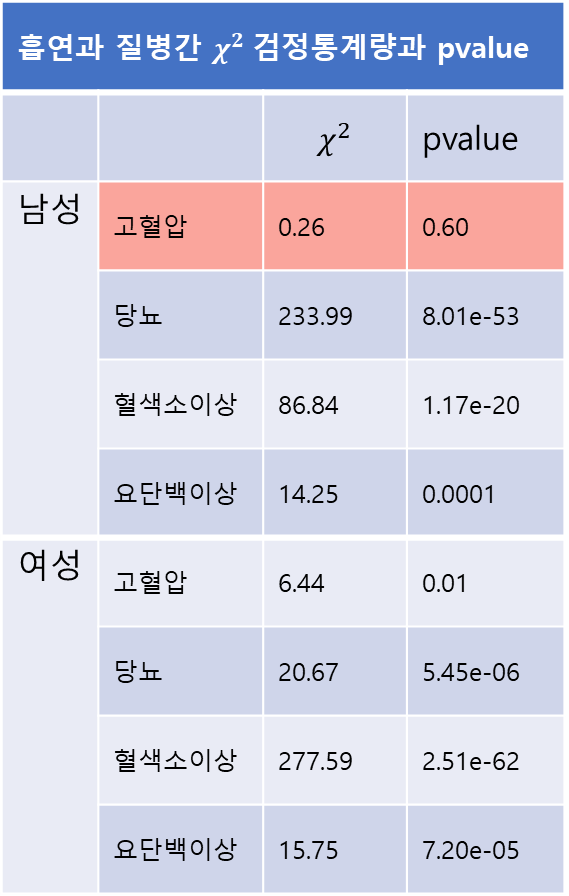 흡연과 질병간 χ² 검정통계량과 pvalue
χ² pvalue
남성 고혈압 0.26 0.60
당뇨 233.99 8.01e-53
혈색소이상 86.84 1.17e-20
요단백이상 14.25 0.0001
여성 고혈압 6.44 0.01
당뇨 20.67 5.45e-06
혈색소이상 277.59 2.51e-62
요단백이상 15.75 7.20e-05